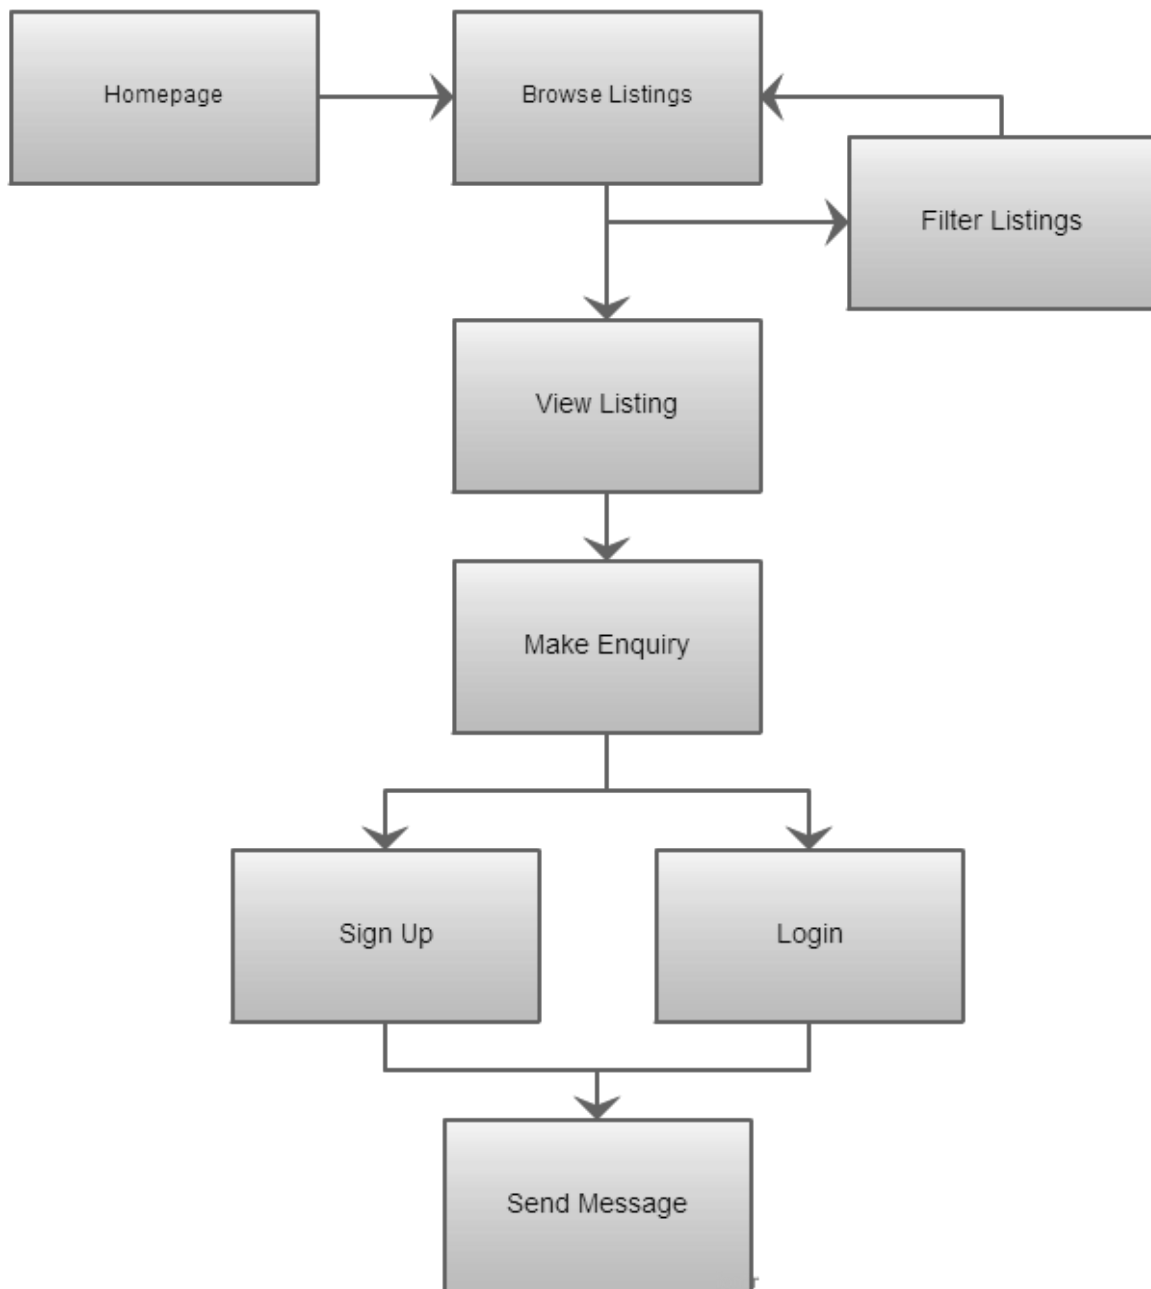 Homepage
Browse Listings
Filter Listings
View Listing
Make Enquiry
Sign Up
Login
Send Message